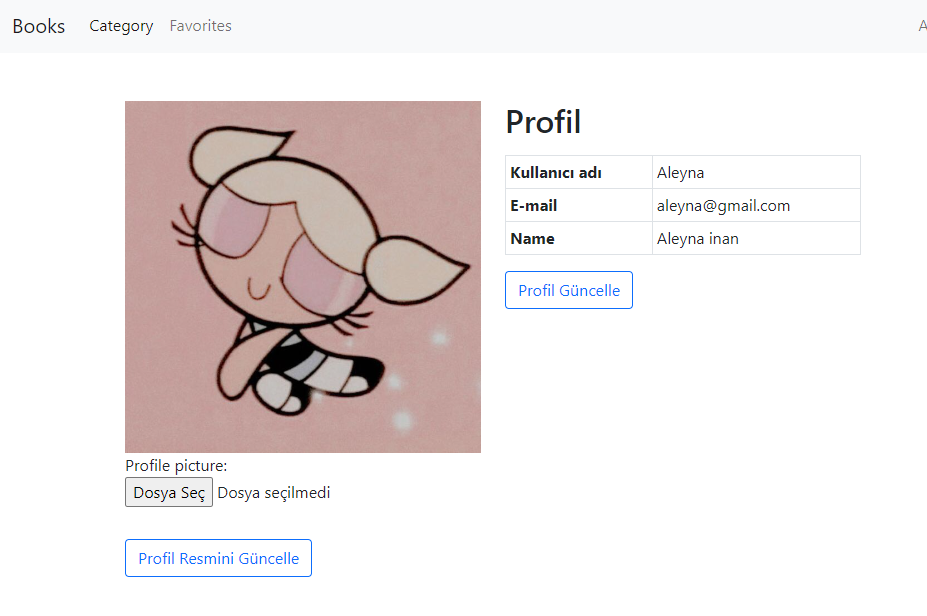 Books Category Favorites A
Profil
Kullanıcı adı Aleyna
E-mail aleyna@gmail.com
Name Aleyna inan
Profil Güncelle
Profile picture:
Dosya Seç Dosya seçilmedi
Profil Resmini Güncelle